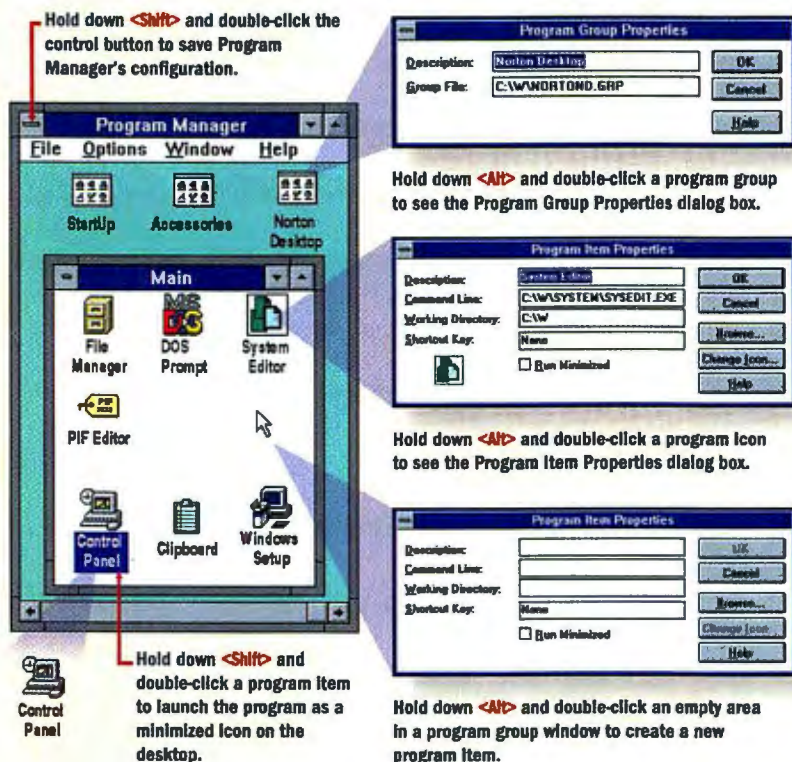 Hold down <Shift> and double-click the
control button to save Program
Manager's configuration.
Program Manager
File Options Window Help
StartUp
Accessories
Norton
Desktop
Main
File
Manager
MS
DOS
DOS
Prompt
System
Editor
PIF
PIF Editor
Control
Panel
Clipboard
Windows
Setup
Control
Panel
Hold down <Shift> and
double-click a program item
to launch the program as a
minimized icon on the
desktop.
Program Group Properties
Description: Norton Desktop
Group File: C:\W\NORTOND.GRP
OK
Cancel
Help
Hold down <Alt> and double-click a program group
to see the Program Group Properties dialog box.
Program Item Properties
Description: System Editor
Command Line: C:\W\SYSTEM\SYSEDIT.EXE
Working Directory: C:\W
Shortcut Key: None
Run Minimized
OK
Cancel
Browse...
Change Icon...
Help
Hold down <Alt> and double-click a program icon
to see the Program Item Properties dialog box.
Program Item Properties
Description:
Command Line:
Working Directory:
Shortcut Key: None
Run Minimized
OK
Cancel
Browse...
Change Icon...
Help
Hold down <Alt> and double-click an empty area
in a program group window to create a new
program item.